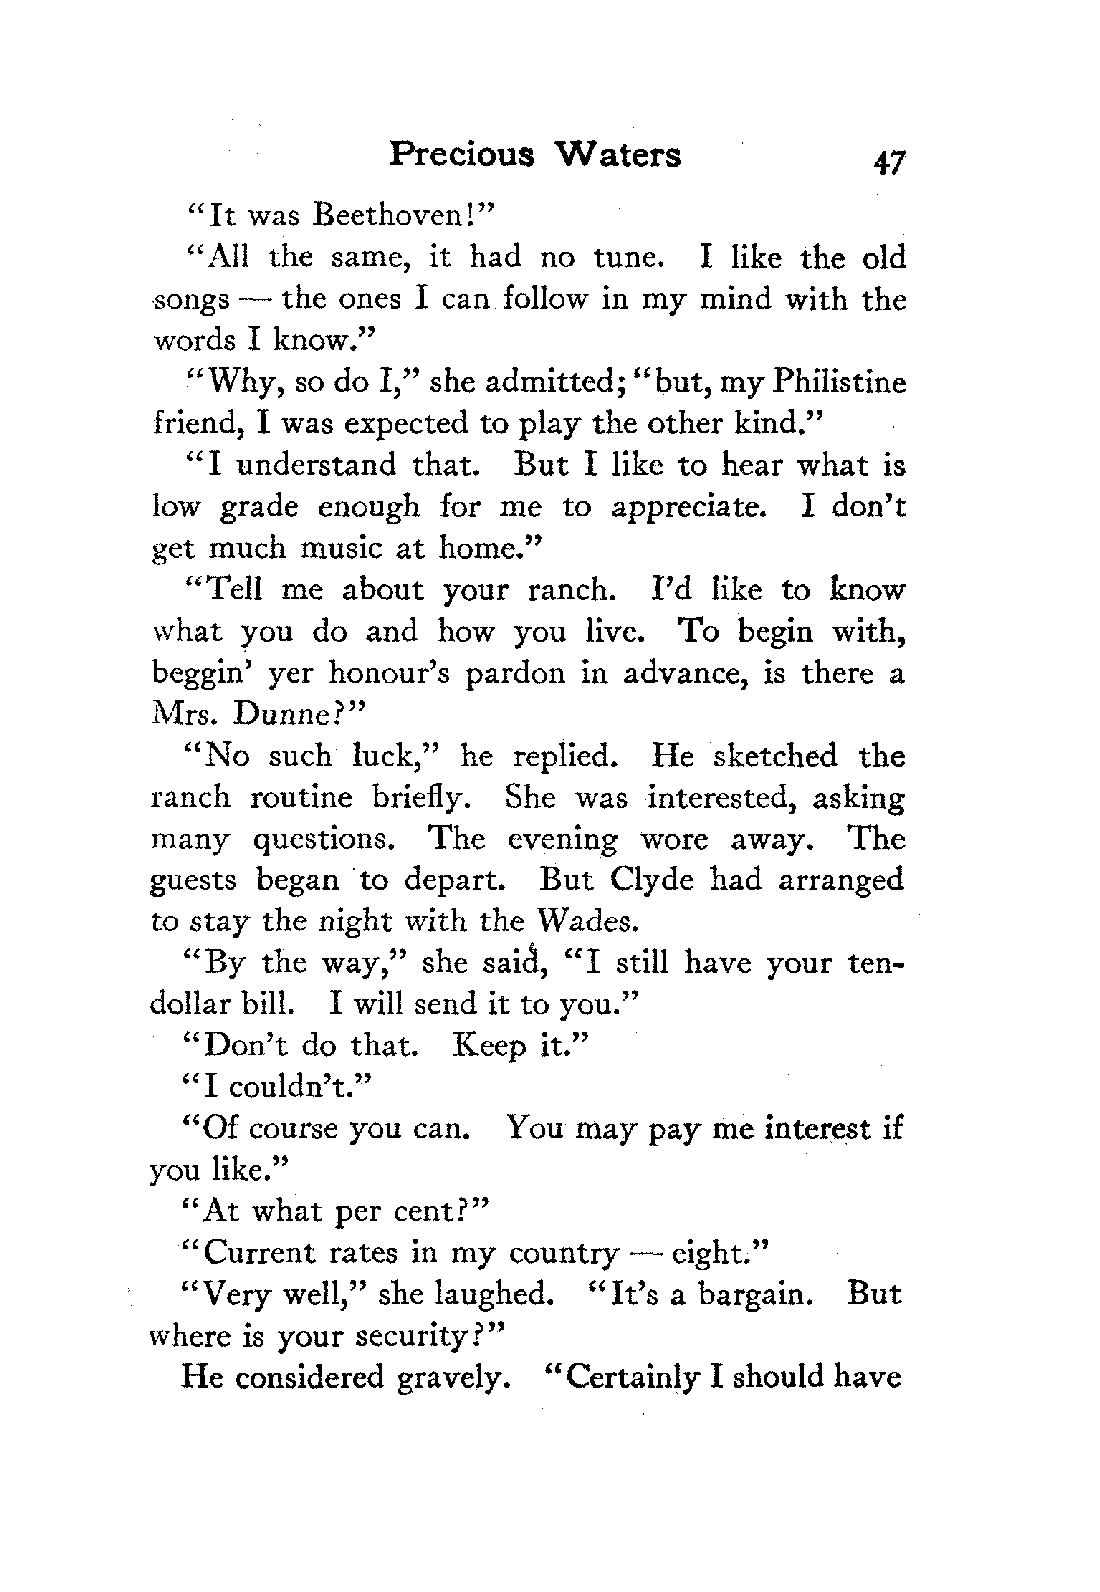 Precious Waters 47
"It was Beethoven!"
"All the same, it had no tune. I like the old
songs — the ones I can follow in my mind with the
words I know."
"Why, so do I," she admitted; "but, my Philistine
friend, I was expected to play the other kind."
"I understand that. But I like to hear what is
low grade enough for me to appreciate. I don't
get much music at home."
"Tell me about your ranch. I'd like to know
what you do and how you live. To begin with,
beggin' yer honour's pardon in advance, is there a
Mrs. Dunne?"
"No such luck," he replied. He sketched the
ranch routine briefly. She was interested, asking
many questions. The evening wore away. The
guests began to depart. But Clyde had arranged
to stay the night with the Wades.
"By the way," she said, "I still have your ten-
dollar bill. I will send it to you."
"Don't do that. Keep it."
"I couldn't."
"Of course you can. You may pay me interest if
you like."
"At what per cent?"
"Current rates in my country — eight."
"Very well," she laughed. "It's a bargain. But
where is your security?"
He considered gravely. "Certainly I should have